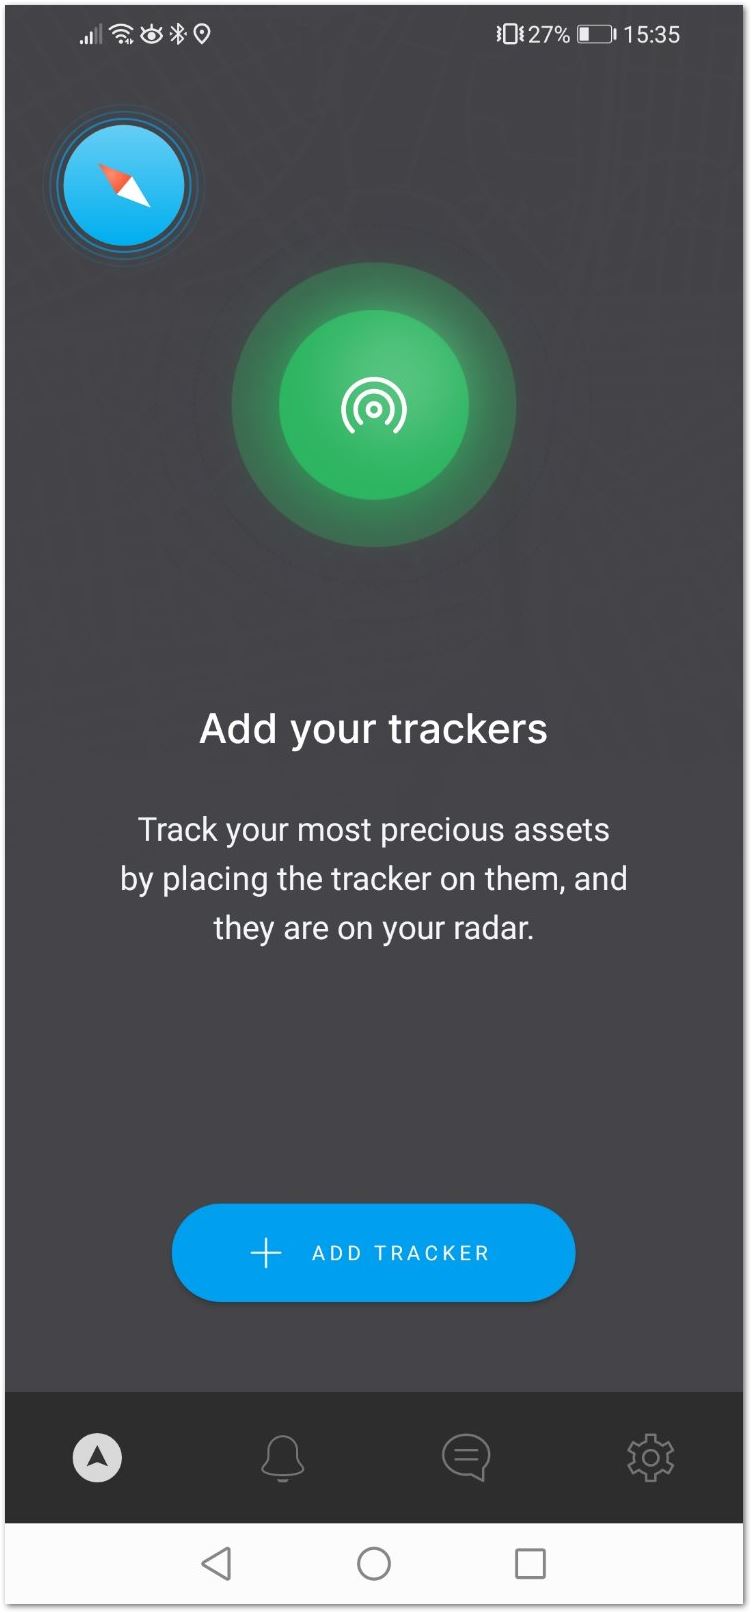 27% 15:35
Add your trackers
Track your most precious assets
by placing the tracker on them, and
they are on your radar.
ADD TRACKER